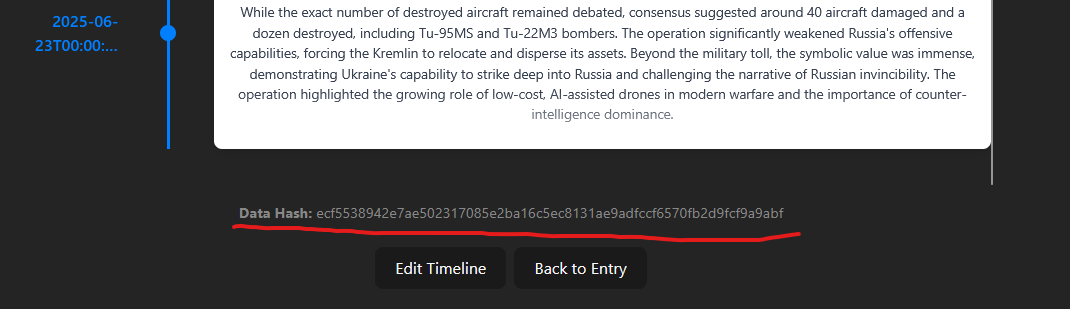 2025-06-
23T00:00:...
While the exact number of destroyed aircraft remained debated, consensus suggested around 40 aircraft damaged and a
dozen destroyed, including Tu-95MS and Tu-22M3 bombers. The operation significantly weakened Russia's offensive
capabilities, forcing the Kremlin to relocate and disperse its assets. Beyond the military toll, the symbolic value was immense,
demonstrating Ukraine's capability to strike deep into Russia and challenging the narrative of Russian invincibility. The
operation highlighted the growing role of low-cost, AI-assisted drones in modern warfare and the importance of counter-
intelligence dominance.
Data Hash: ecf5538942e7ae502317085e2ba16c5ec8131ae9adfccf6570fb2d9fcf9a9abf
Edit Timeline
Back to Entry